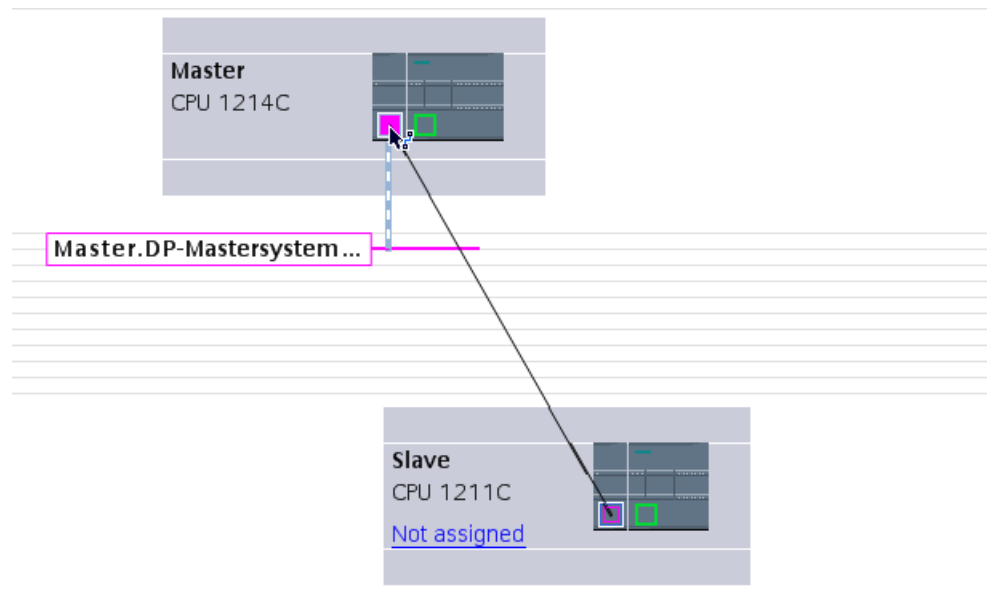 Master
CPU 1214C
Master.DP-Mastersystem...
Slave
CPU 1211C
Not assigned